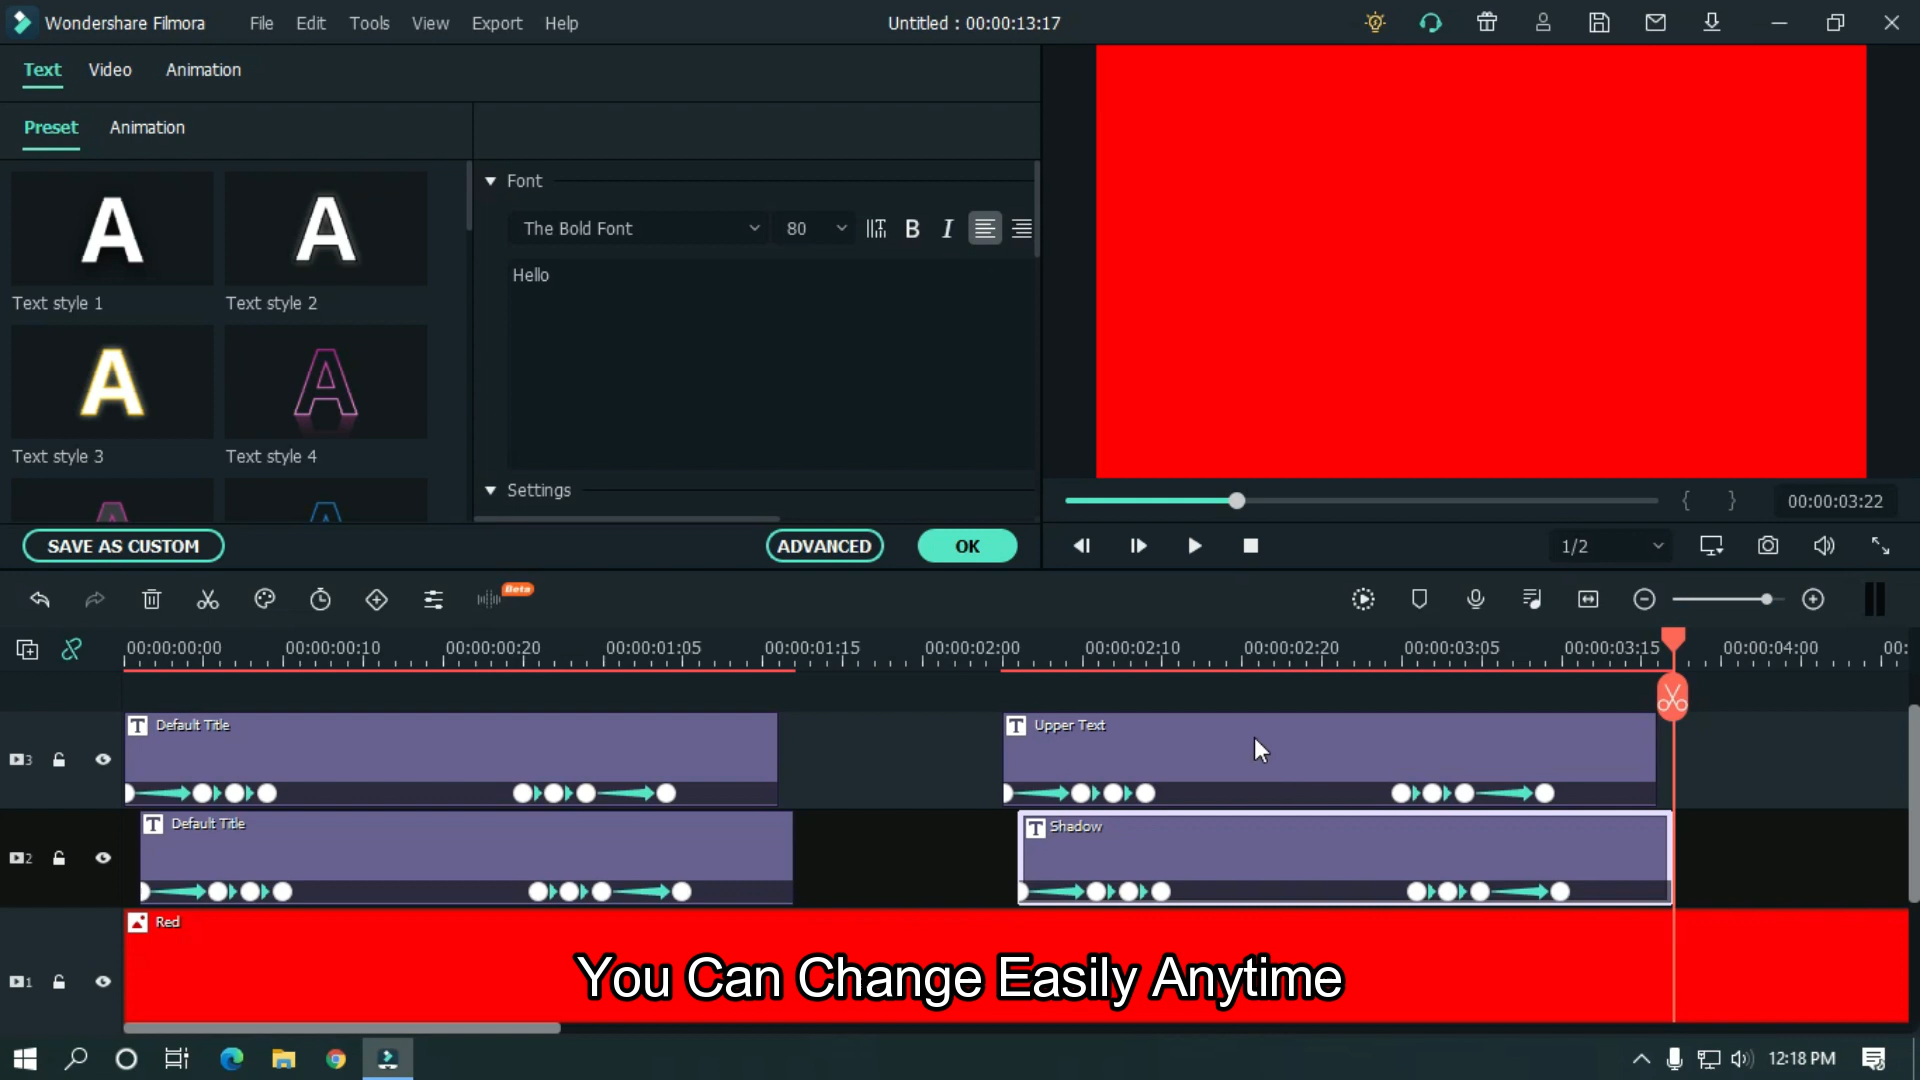 Wondershare Filmora File Edit Tools View Export Help Untitled : 00:00:13:17
Text Video Animation
Preset Animation
Font
The Bold Font 80 B I
Hello
A A
Text style 1 Text style 2
A A
Text style 3 Text style 4
Settings
{ } 00:00:03:22
SAVE AS CUSTOM ADVANCED OK 1/2
Beta
00:00:00:00 00:00:00:10 00:00:00:20 00:00:01:05 00:00:01:15 00:00:02:00 00:00:02:10 00:00:02:20 00:00:03:05 00:00:03:15 00:00:04:00 00:
T Default Title T Upper Text
3
T Default Title T Shadow
2
Red
You Can Change Easily Anytime
1
12:18 PM